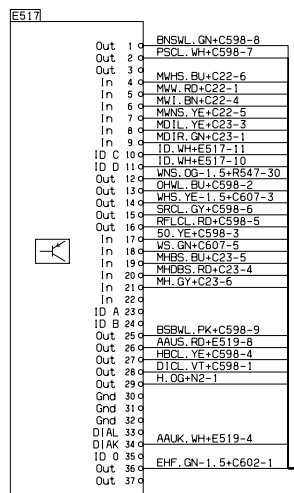 E517
Out 1 BNSWL.GN+C598-8
Out 2 PSCL.WH+C598-7
Out 3
In 4 MWHS.BU+C22-6
In 5 MWW.RD+C22-1
In 6 MWI.BN+C22-4
In 7 MWNS.YE+C22-5
In 8 MDIL.YE+C23-3
In 9 MDIR.GN+C23-1
ID C 10 ID.WH+E517-11
ID D 11 ID.WH+E517-10
Out 12 WNS.OG-1.5+R547-30
Out 13 OHWL.BU+C598-2
Out 14 WHS.YE-1.5+C607-3
Out 15 SRCL.GY+C598-6
Out 16 RFLCL.RD+C598-5
In 17 50.YE+C598-3
In 18 WS.GN+C607-5
In 19 MHBS.BU+C23-5
In 20 MHDBS.RD+C23-4
In 21 MH.GY+C23-6
In 22
ID A 23
ID B 24
Out 25 BSBWL.PK+C598-9
Out 26 AAUS.RD+E519-8
Out 27 HBCL.YE+C598-4
Out 28 DICL.VT+C598-1
Out 29 H.OG+N2-1
Gnd 30
Gnd 31
Gnd 32
DIAL 33
DIAK 34 AAUK.WH+E519-4
ID 0 35
Out 36 EHF.GN-1.5+C602-1
Out 37